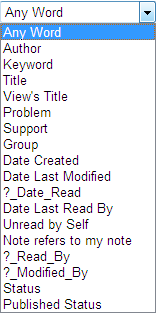 Any Word
Any Word
Author
Keyword
Title
View's Title
Problem
Support
Group
Date Created
Date Last Modified
?_Date_Read
Date Last Read By
Unread by Self
Note refers to my note
?_Read_By
?_Modified_By
Status
Published Status